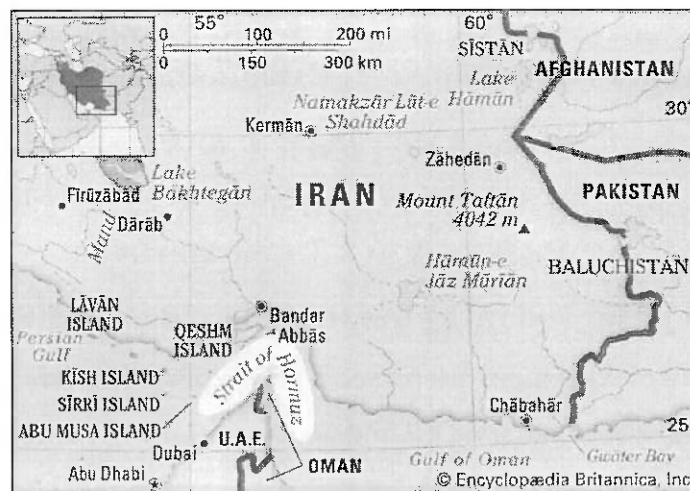 55°
60°
0 100 200 mi
0 150 300 km
SĪSTĀN
AFGHANISTAN
Lake
Hāmūn
30°
Namakzār Lūt-e
Shahdād
Kermān
Zāhedān
Lake
Bakhtegān
Fīrūzābād
IRAN
PAKISTAN
Mount Taftān
4042 m
Mand
Dārāb
Hāmūn-e
Jāz Mūrīān
BALUCHISTAN
LĀVĀN
ISLAND
QESHM
ISLAND
Bandar
Abbās
Persian
Gulf
Strait of
Hormuz
KĪSH ISLAND
SĪRRĪ ISLAND
ABU MUSA ISLAND
Chābahār
25°
Dubai
U.A.E.
Gwater Bay
Abu Dhabi
OMAN
Gulf of Oman
© Encyclopædia Britannica, Inc.